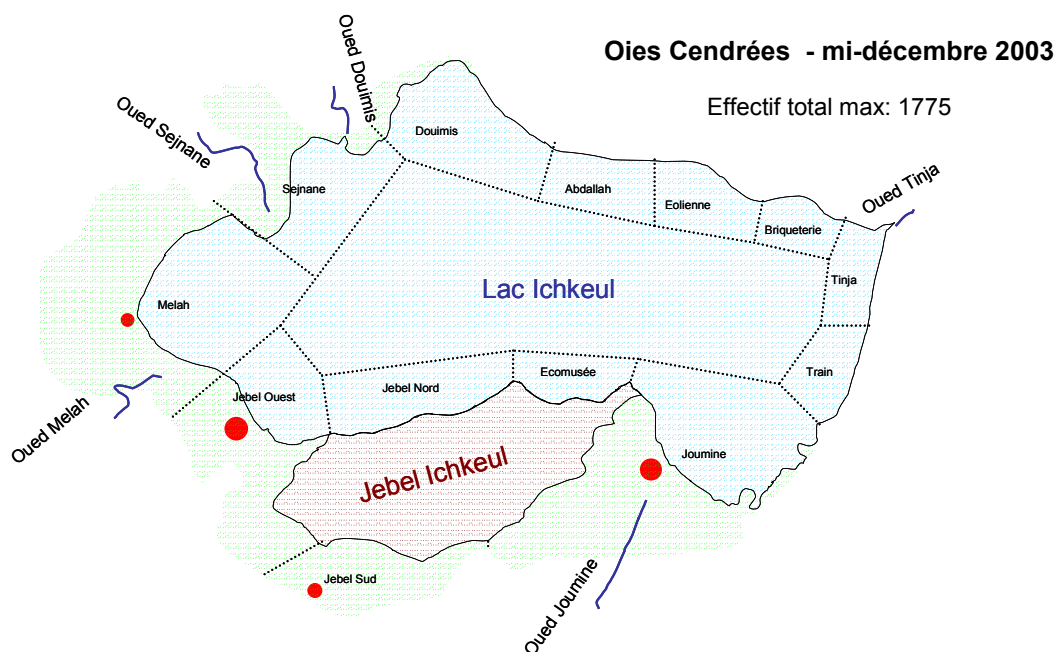 Oies Cendrées - mi-décembre 2003
Effectif total max: 1775
Oued Douimis
Oued Sejnane
Douimis
Sejnane
Abdallah
Eolienne
Oued Tinja
Briqueterie
Tinja
Lac Ichkeul
Melah
Train
Ecomusée
Jebel Nord
Jebel Ouest
Oued Melah
Joumine
Jebel Ichkeul
Jebel Sud
Oued Joumine